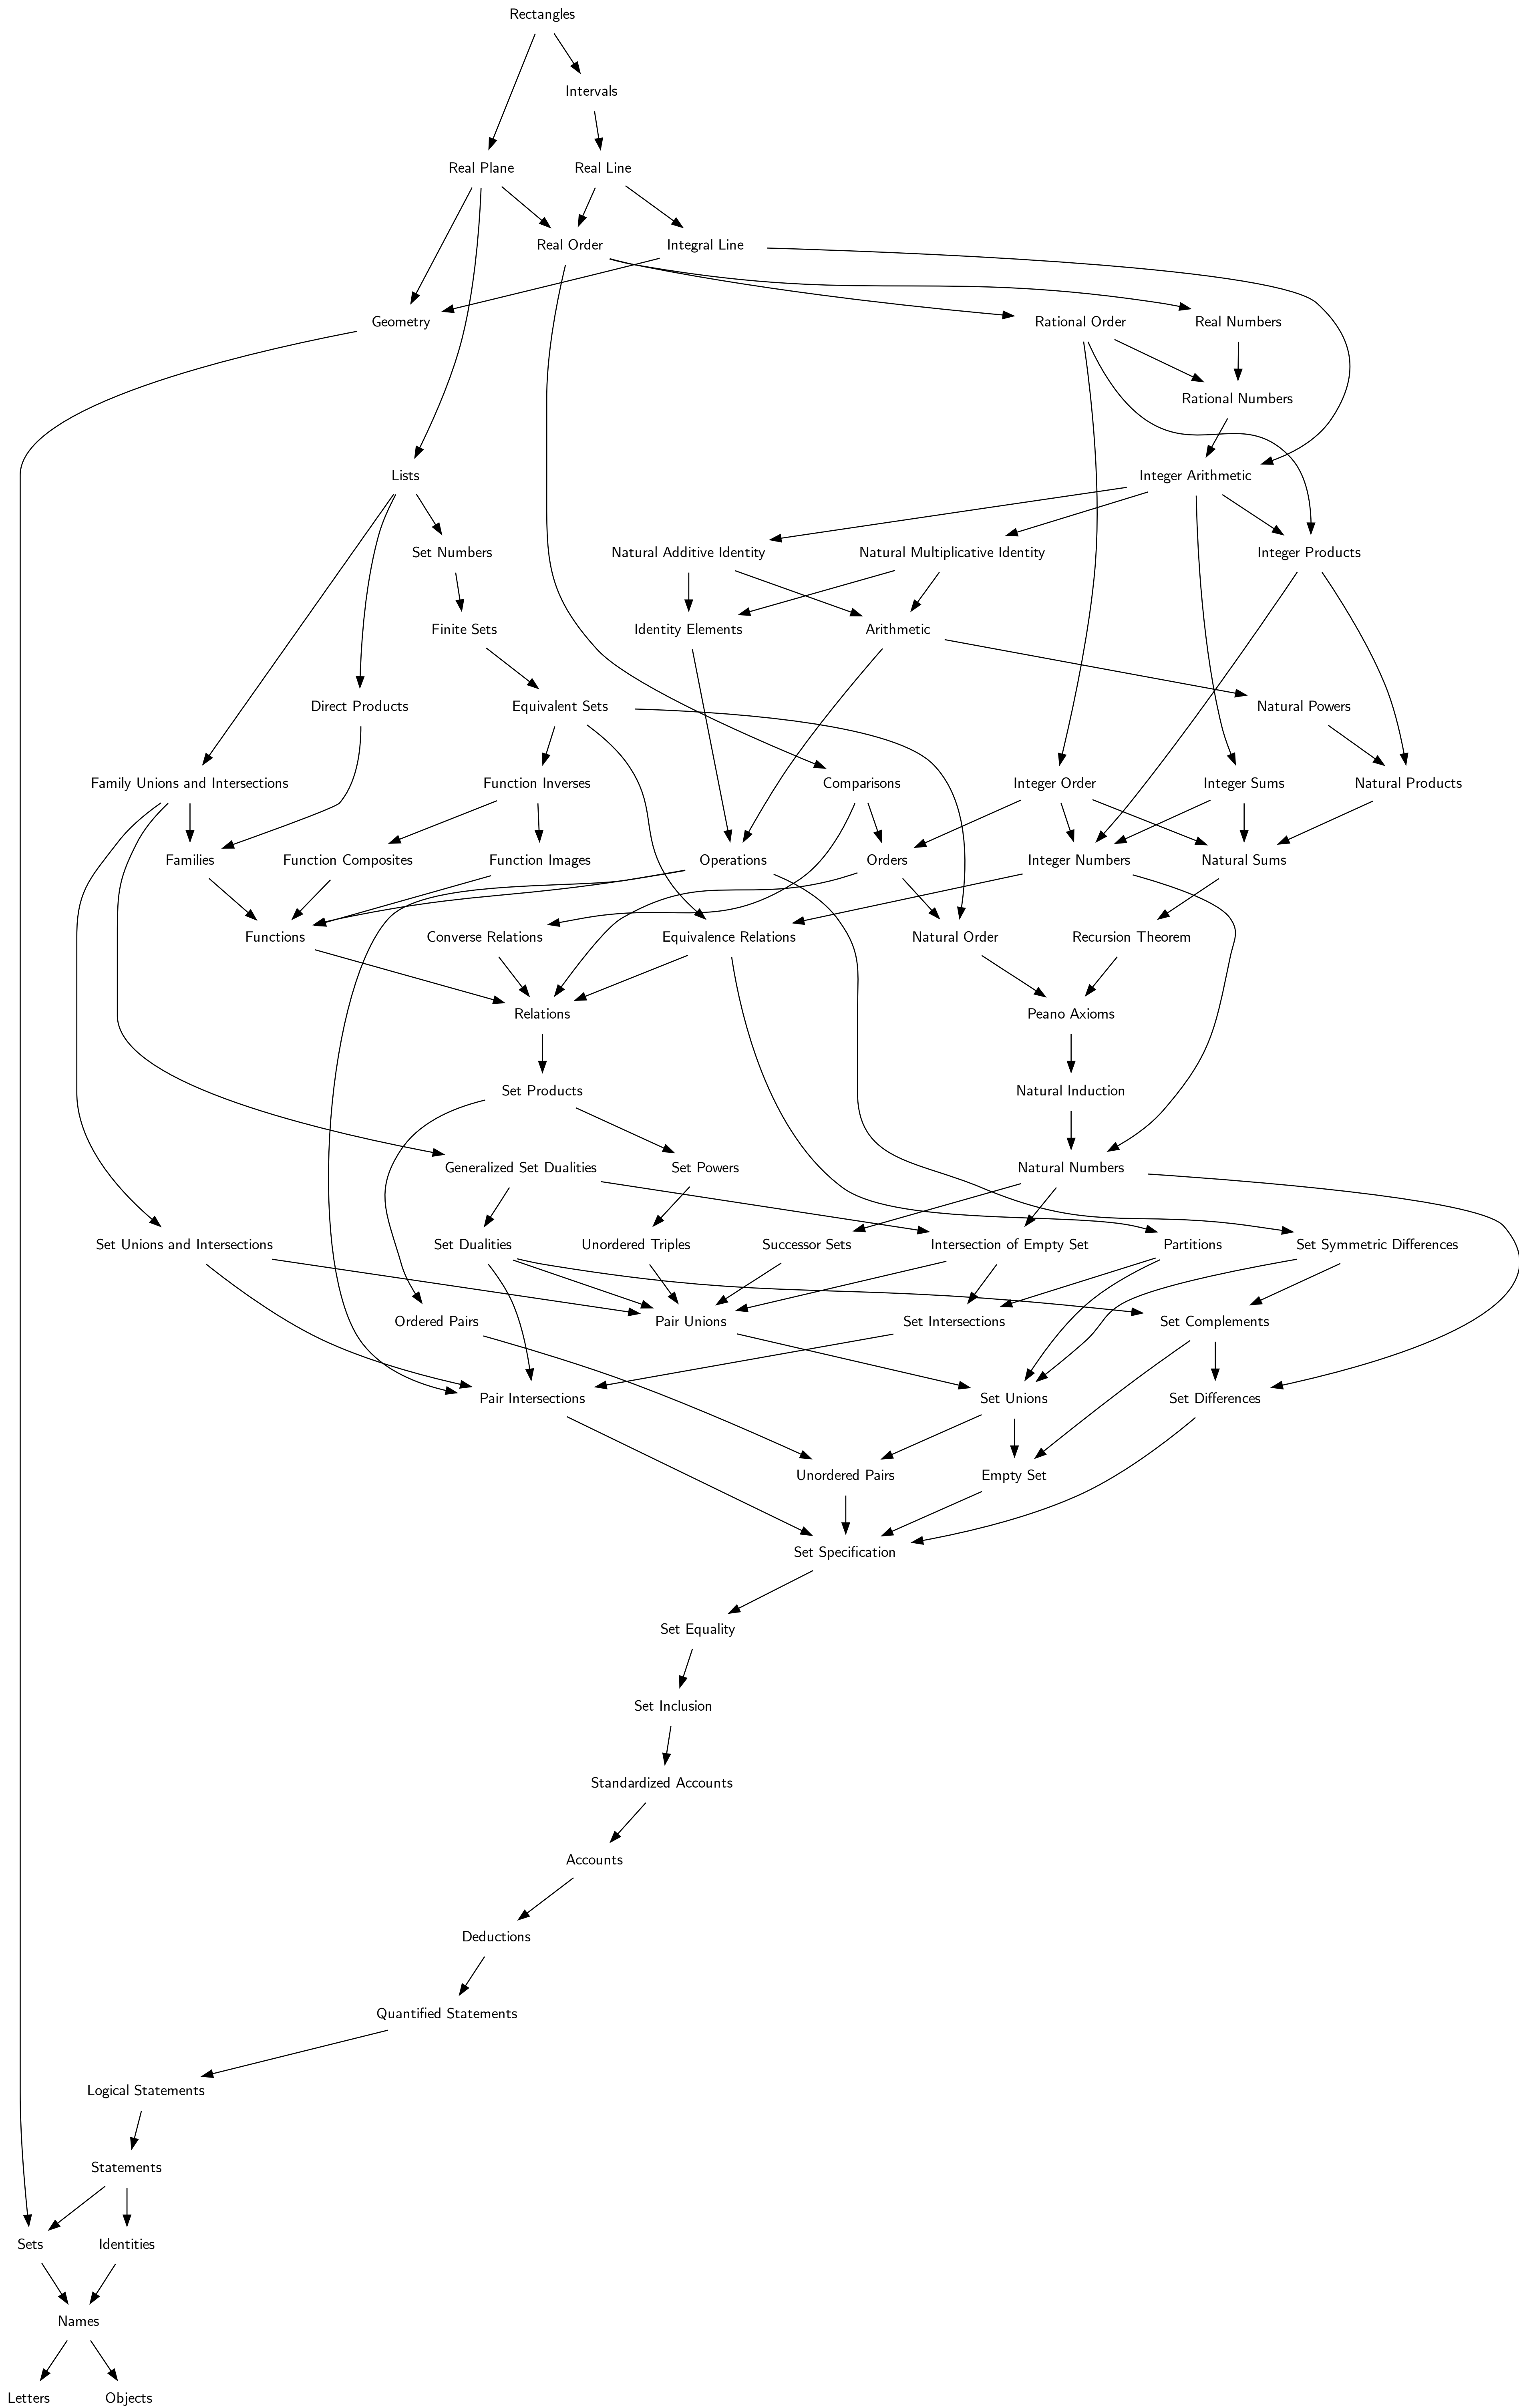 Rectangles
Intervals
Real Plane
Real Line
Real Order
Integral Line
Geometry
Rational Order
Real Numbers
Rational Numbers
Lists
Integer Arithmetic
Set Numbers
Natural Additive Identity
Natural Multiplicative Identity
Integer Products
Finite Sets
Identity Elements
Arithmetic
Direct Products
Equivalent Sets
Natural Powers
Family Unions and Intersections
Function Inverses
Comparisons
Integer Order
Integer Sums
Natural Products
Families
Function Composites
Function Images
Operations
Orders
Integer Numbers
Natural Sums
Functions
Converse Relations
Equivalence Relations
Natural Order
Recursion Theorem
Relations
Peano Axioms
Set Products
Natural Induction
Generalized Set Dualities
Set Powers
Natural Numbers
Set Unions and Intersections
Set Dualities
Unordered Triples
Successor Sets
Intersection of Empty Set
Partitions
Set Symmetric Differences
Ordered Pairs
Pair Unions
Set Intersections
Set Complements
Pair Intersections
Set Unions
Set Differences
Unordered Pairs
Empty Set
Set Specification
Set Equality
Set Inclusion
Standardized Accounts
Accounts
Deductions
Quantified Statements
Logical Statements
Statements
Sets
Identities
Names
Letters
Objects